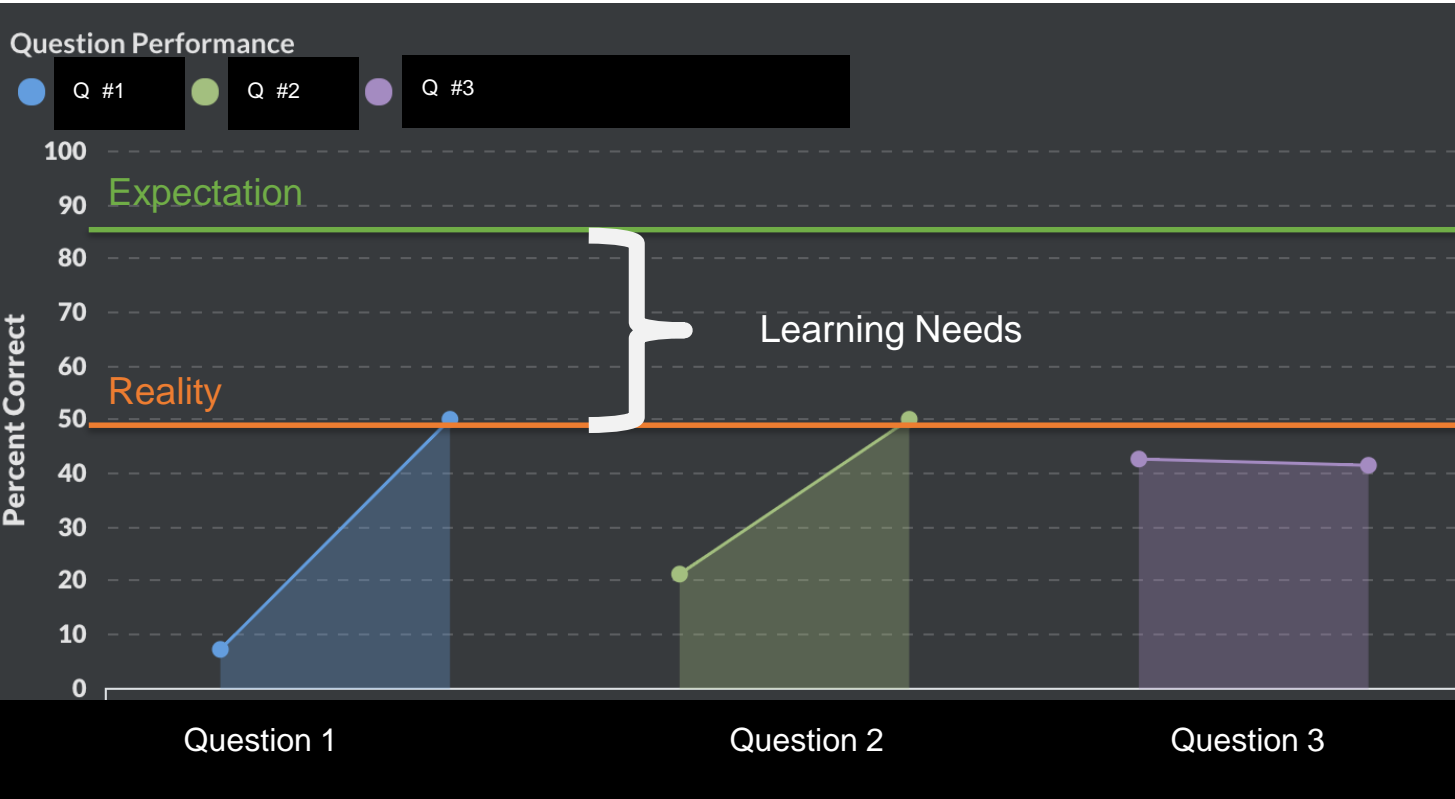 Question Performance
Q #1
Q #2
Q #3
100
Expectation
90
80
70
Learning Needs
60
Reality
50
40
30
20
10
0
Percent Correct
Question 1
Question 2
Question 3